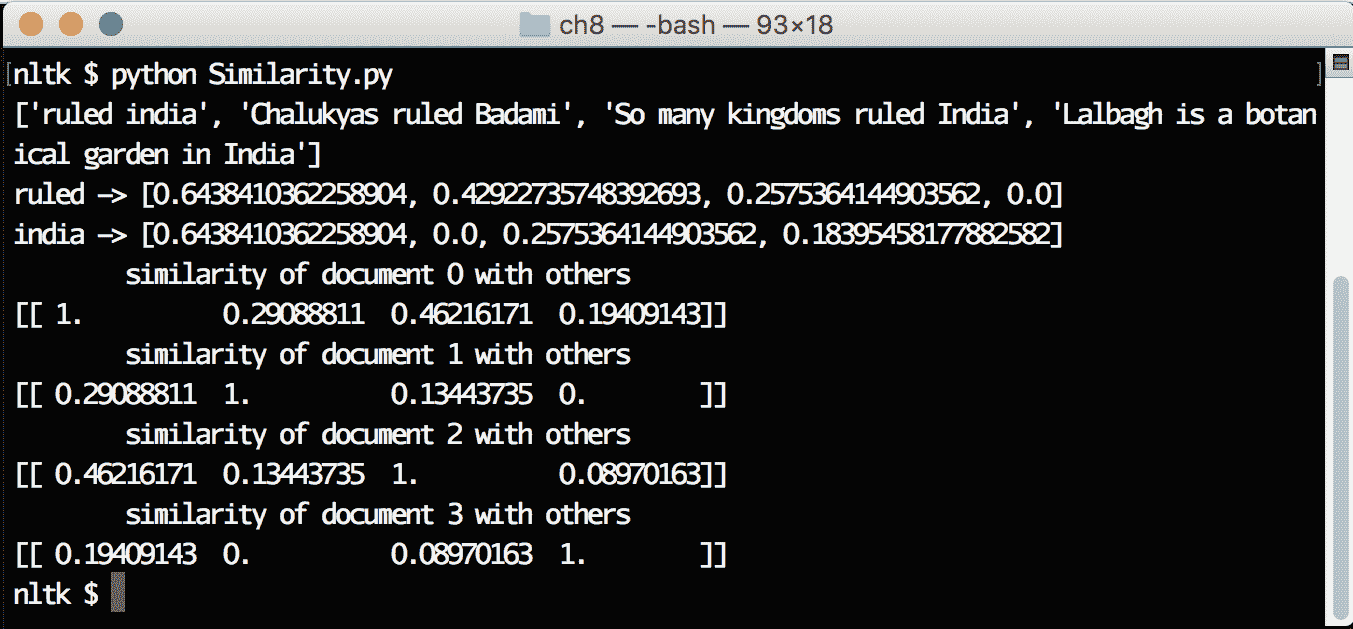 ch8 — -bash — 93×18
nltk $ python Similarity.py
['ruled india', 'Chalukyas ruled Badami', 'So many kingdoms ruled India', 'Lalbagh is a botan
ical garden in India']
ruled -> [0.6438410362258904, 0.42922735748392693, 0.2575364144903562, 0.0]
india -> [0.6438410362258904, 0.0, 0.2575364144903562, 0.18395458177882582]
        similarity of document 0 with others
[[ 1.          0.29088811  0.46216171  0.19409143]]
        similarity of document 1 with others
[[ 0.29088811  1.          0.13443735  0.        ]]
        similarity of document 2 with others
[[ 0.46216171  0.13443735  1.          0.08970163]]
        similarity of document 3 with others
[[ 0.19409143  0.          0.08970163  1.        ]]
nltk $